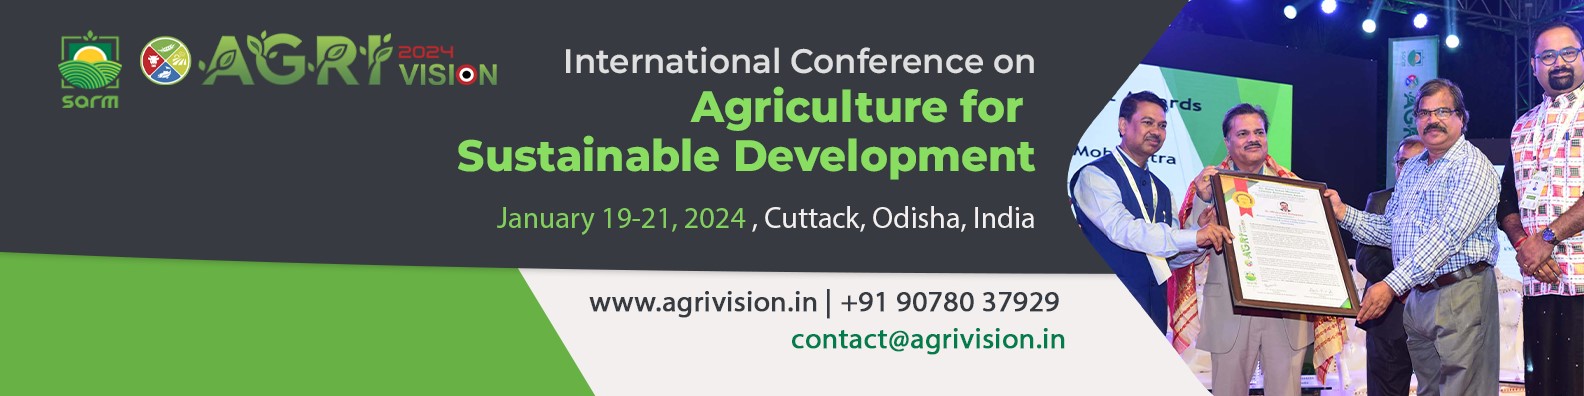 sarm
AGRI 2024
VISION
International Conference on
Agriculture for
Sustainable Development
January 19-21, 2024 , Cuttack, Odisha, India
www.agrivision.in | +91 90780 37929
contact@agrivision.in
AGRI